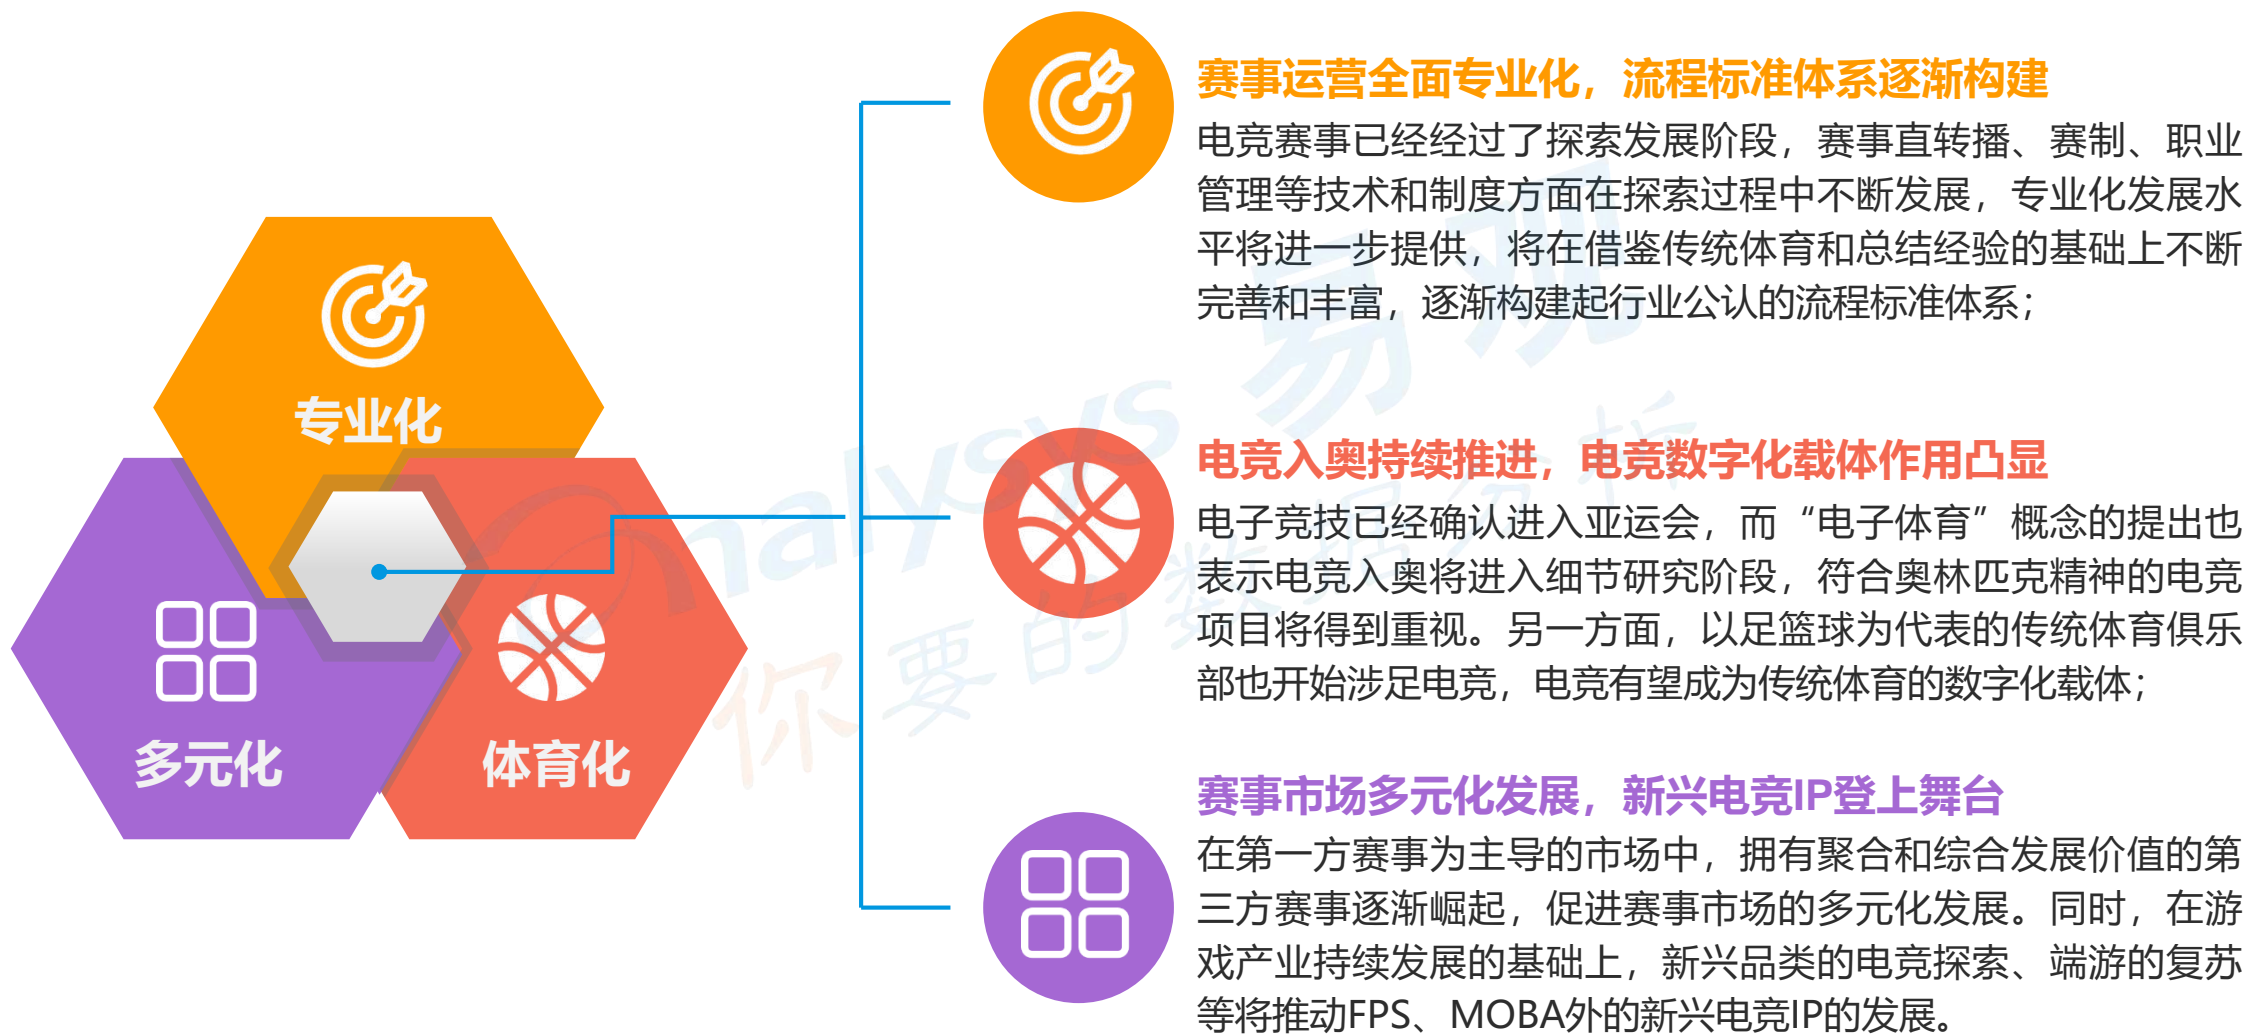 专业化
多元化
体育化
赛事运营全面专业化，流程标准体系逐渐构建
电竞赛事已经经过了探索发展阶段，赛事直转播、赛制、职业
管理等技术和制度方面在探索过程中不断发展，专业化发展水
平将进一步提供，将在借鉴传统体育和总结经验的基础上不断
完善和丰富，逐渐构建起行业公认的流程标准体系；
电竞入奥持续推进，电竞数字化载体作用凸显
电子竞技已经确认进入亚运会，而“电子体育”概念的提出也
表示电竞入奥将进入细节研究阶段，符合奥林匹克精神的电竞
项目将得到重视。另一方面，以足篮球为代表的传统体育俱乐
部也开始涉足电竞，电竞有望成为传统体育的数字化载体；
赛事市场多元化发展，新兴电竞IP登上舞台
在第一方赛事为主导的市场中，拥有聚合和综合发展价值的第
三方赛事逐渐崛起，促进赛事市场的多元化发展。同时，在游
戏产业持续发展的基础上，新兴品类的电竞探索、端游的复苏
等将推动FPS、MOBA外的新兴电竞IP的发展。
analysys 易观
你要的数据分析